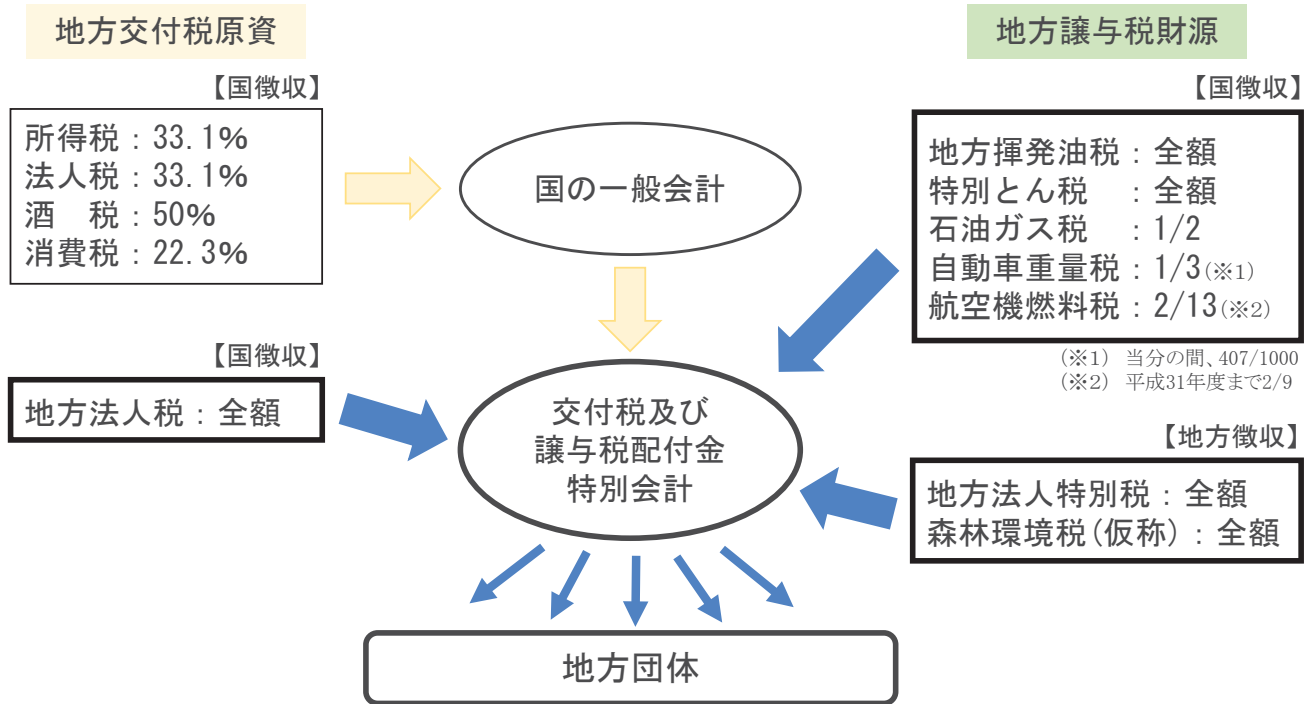 地方交付税原資
【国徴収】
所得税：33.1%
法人税：33.1%
酒　税：50%
消費税：22.3%
国の一般会計
地方譲与税財源
【国徴収】
地方揮発油税：全額
特別とん税　：全額
石油ガス税　：1/2
自動車重量税：1/3(※1)
航空機燃料税：2/13(※2)
(※1)　当分の間、407/1000
(※2)　平成31年度まで2/9
【国徴収】
地方法人税：全額
交付税及び
譲与税配付金
特別会計
【地方徴収】
地方法人特別税：全額
森林環境税(仮称)：全額
地方団体